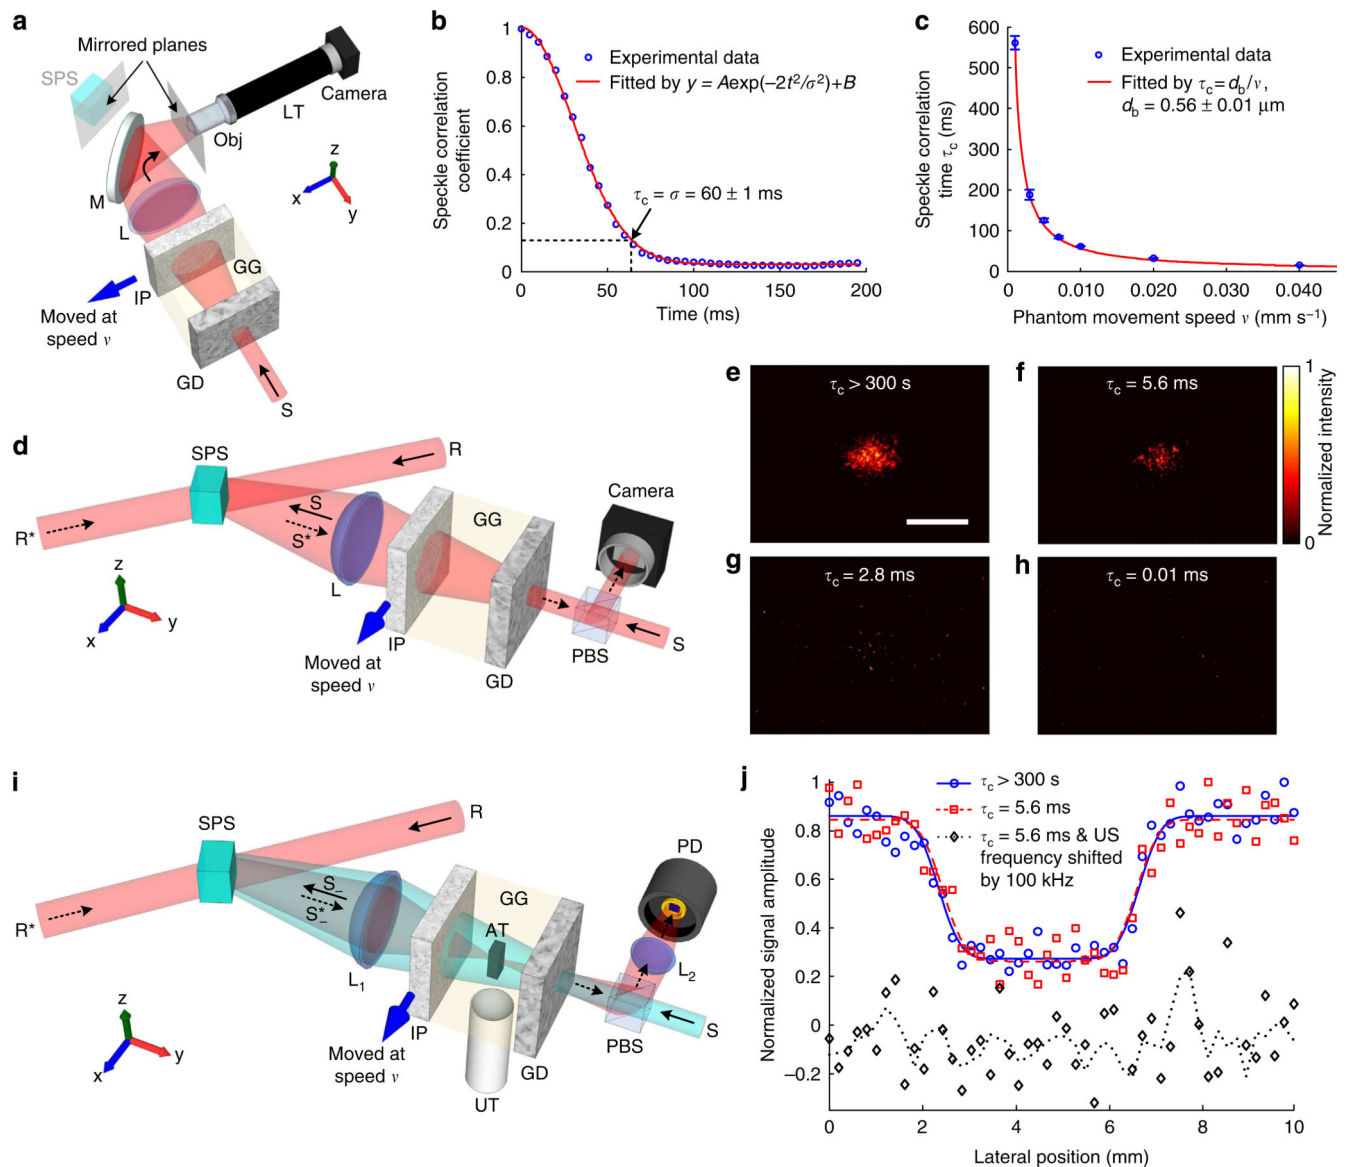 a
Mirrored planes
SPS
Camera
LT
Obj
M
L
z
x
y
GG
IP
Moved at
speed v
GD
S
b
Speckle correlation
coefficient
1
0.8
0.6
0.4
0.2
0
Experimental data
Fitted by y = Aexp(−2t²/σ²)+B
τc = σ = 60 ± 1 ms
0
50
100
150
200
Time (ms)
c
Speckle correlation
time τc (ms)
600
500
400
300
200
100
0
Experimental data
Fitted by τc = db/v,
db = 0.56 ± 0.01 μm
0.010
0.020
0.030
0.040
Phantom movement speed v (mm s⁻¹)
d
SPS
R
R*
S
S*
L
GG
Camera
IP
Moved at
speed v
GD
PBS
S
z
x
y
e
τc > 300 s
f
τc = 5.6 ms
1
Normalized intensity
0
g
τc = 2.8 ms
h
τc = 0.01 ms
i
SPS
R
R*
S−
S−*
L1
GG
AT
PD
L2
IP
Moved at
speed v
UT
GD
PBS
S
z
x
y
j
Normalized signal amplitude
1
0.8
0.6
0.4
0.2
0
−0.2
τc > 300 s
τc = 5.6 ms
τc = 5.6 ms & US
frequency shifted
by 100 kHz
0
2
4
6
8
10
Lateral position (mm)